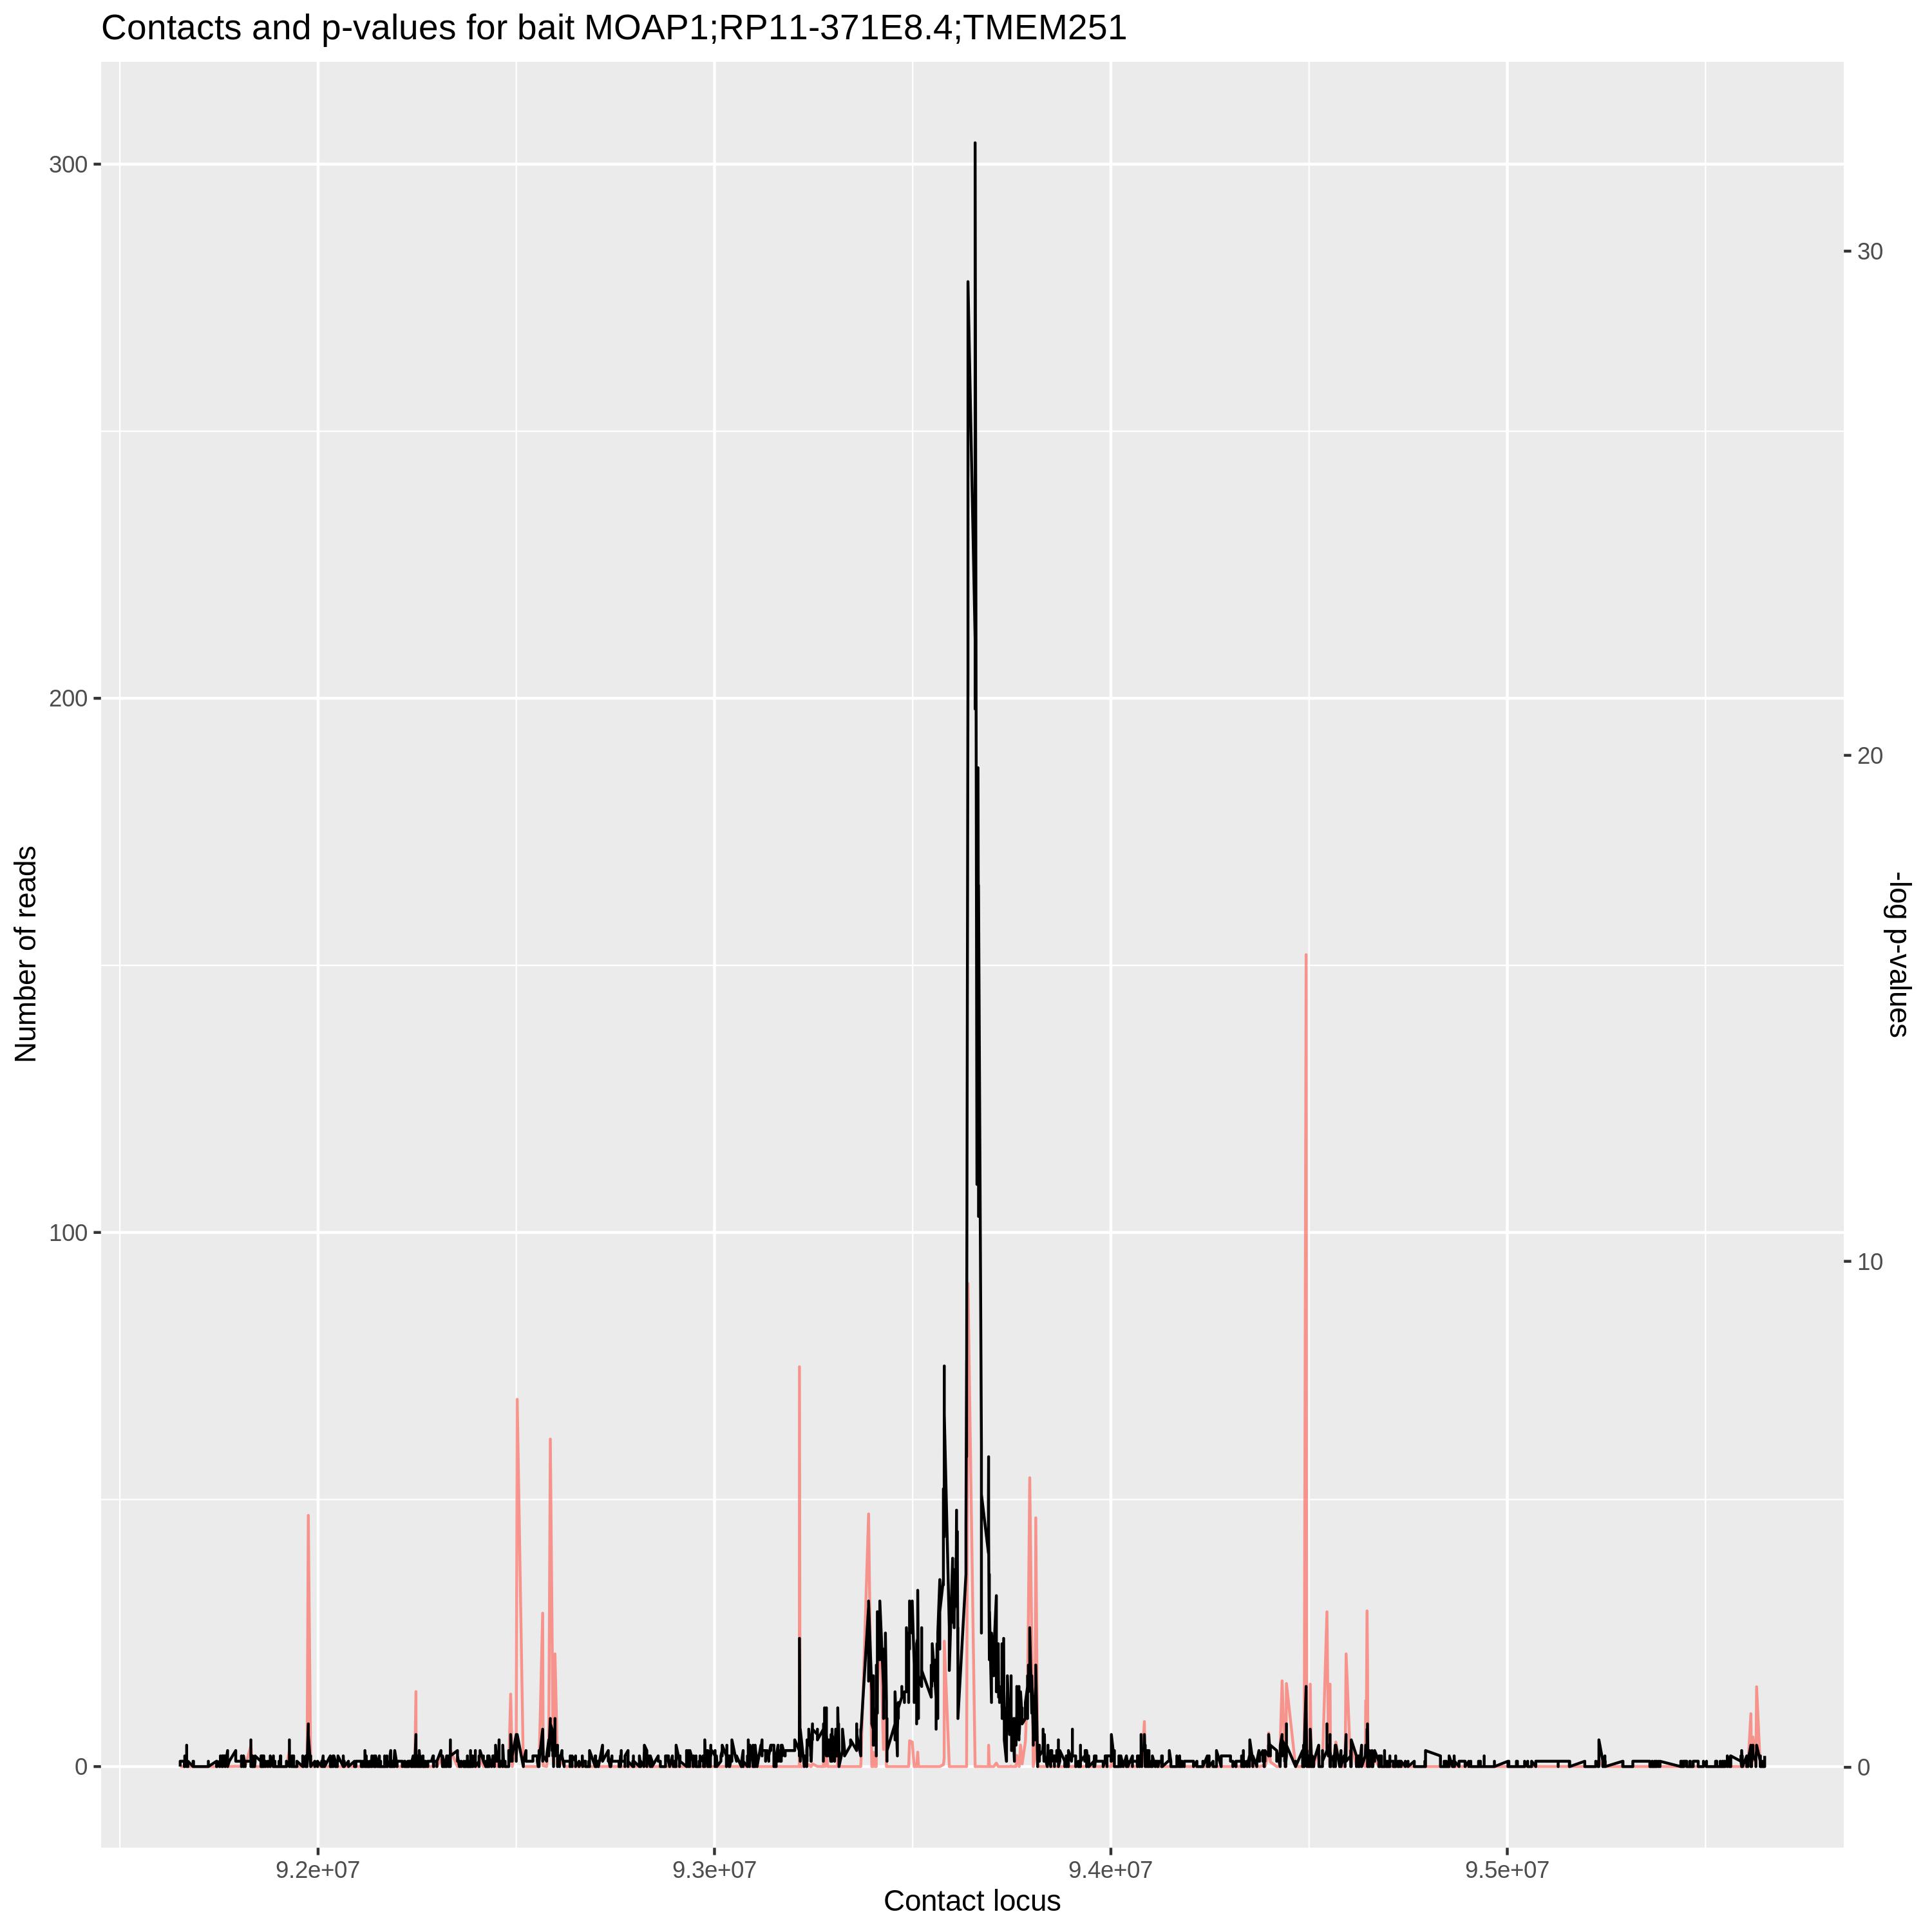 Contacts and p-values for bait MOAP1;RP11-371E8.4;TMEM251
300
200
100
0
Number of reads
30
20
10
0
-log p-values
9.2e+07
9.3e+07
9.4e+07
9.5e+07
Contact locus